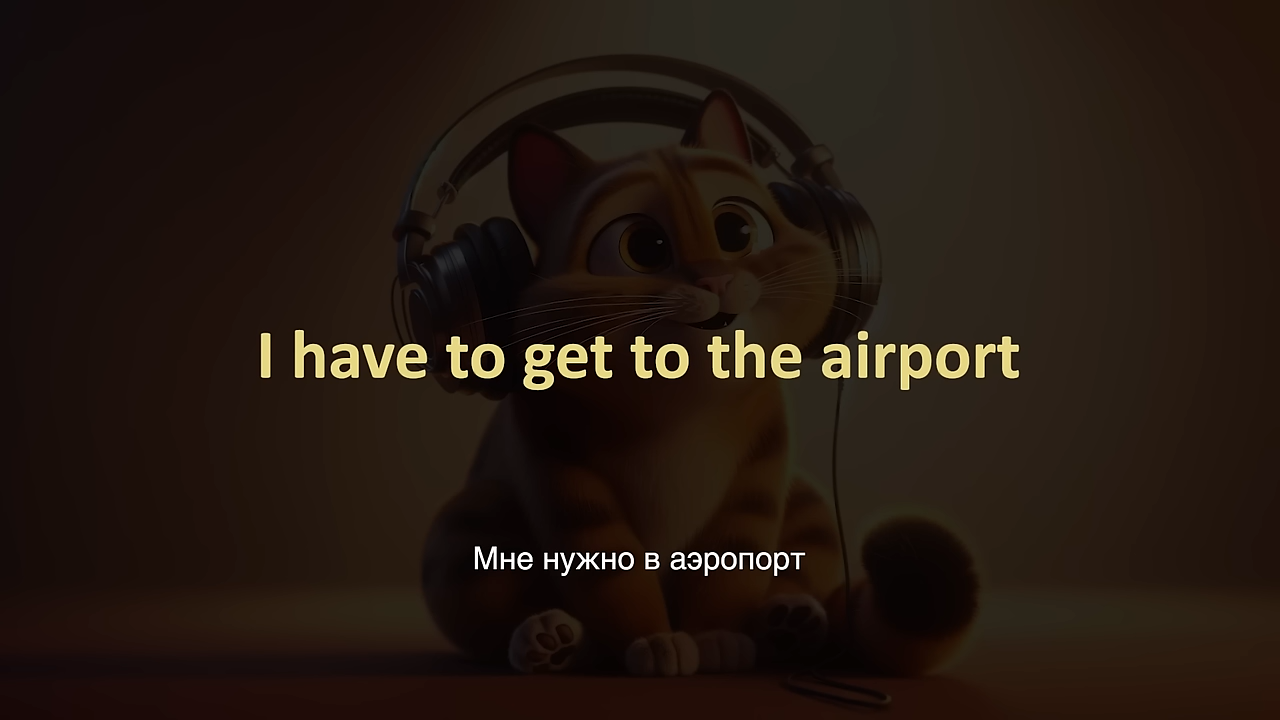 I have to get to the airport
Мне нужно в аэропорт